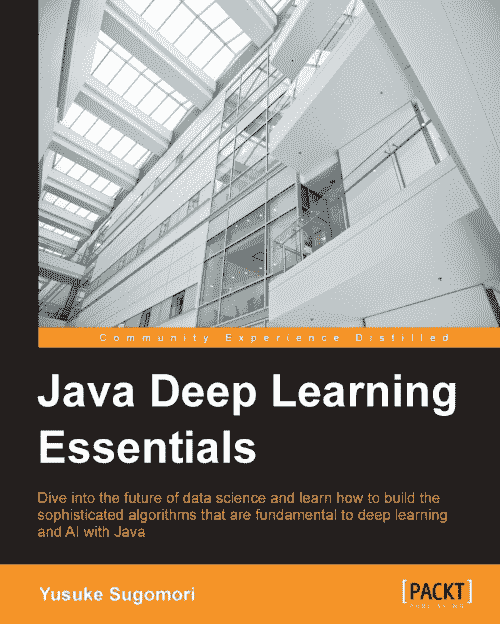 Community Experience Distilled
Java Deep Learning
Essentials
Dive into the future of data science and learn how to build the
sophisticated algorithms that are fundamental to deep learning
and AI with Java
Yusuke Sugomori
[PACKT]
PUBLISHING